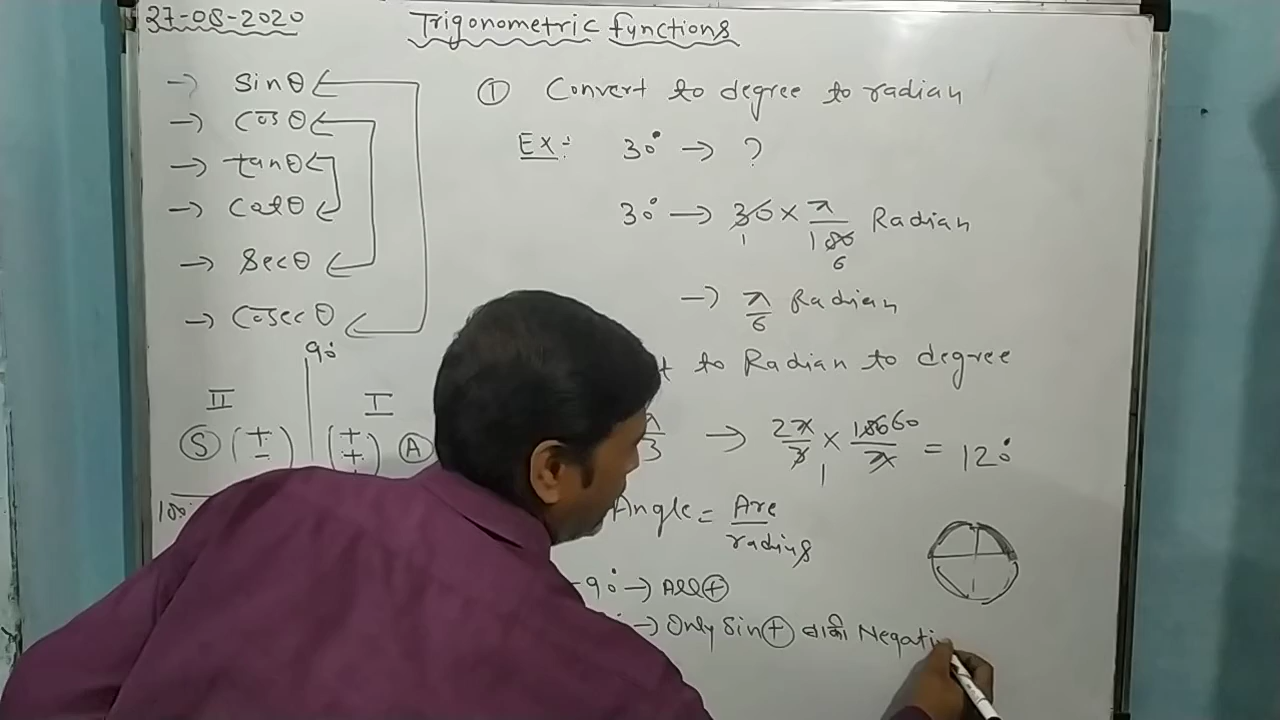 27-08-2020
Trigonometric functions
→ sinθ
→ cosθ
→ tanθ
→ cotθ
→ secθ
→ cosecθ
90°
II I
S (+/-) (+/+) A
① Convert to degree to radian
Ex:- 30° → ?
30° → 30 × π/180 Radian
1 6
→ π/6 Radian
to Radian to degree
π/3 → 2π/3 × 180/π = 120°
1 60
Angle = Arc/radius
90° → All +
→ Only Sin + बाकी Negati